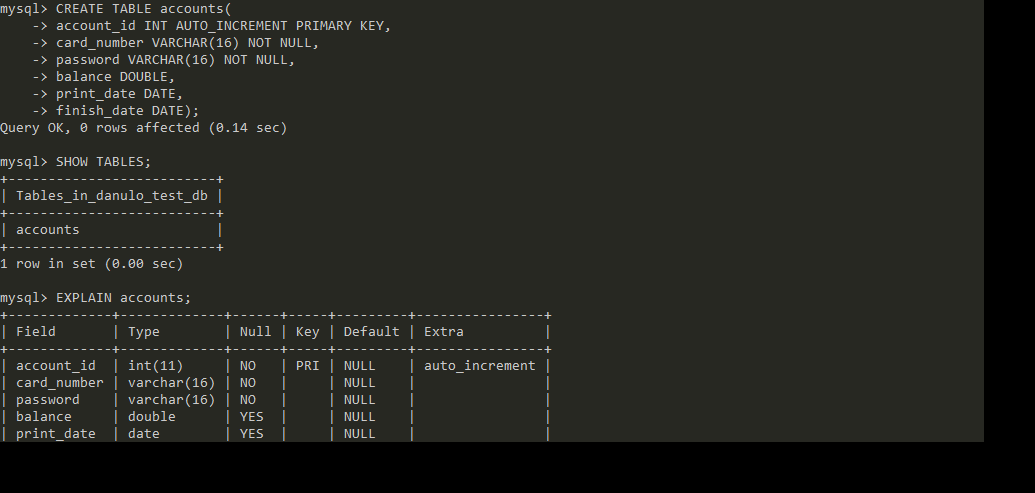 mysql> CREATE TABLE accounts(
    -> account_id INT AUTO_INCREMENT PRIMARY KEY,
    -> card_number VARCHAR(16) NOT NULL,
    -> password VARCHAR(16) NOT NULL,
    -> balance DOUBLE,
    -> print_date DATE,
    -> finish_date DATE);
Query OK, 0 rows affected (0.14 sec)

mysql> SHOW TABLES;
+--------------------------+
| Tables_in_danulo_test_db |
+--------------------------+
| accounts                 |
+--------------------------+
1 row in set (0.00 sec)

mysql> EXPLAIN accounts;
+-------------+-------------+------+-----+---------+----------------+
| Field       | Type        | Null | Key | Default | Extra          |
+-------------+-------------+------+-----+---------+----------------+
| account_id  | int(11)     | NO   | PRI | NULL    | auto_increment |
| card_number | varchar(16) | NO   |     | NULL    |                |
| password    | varchar(16) | NO   |     | NULL    |                |
| balance     | double      | YES  |     | NULL    |                |
| print_date  | date        | YES  |     | NULL    |                |